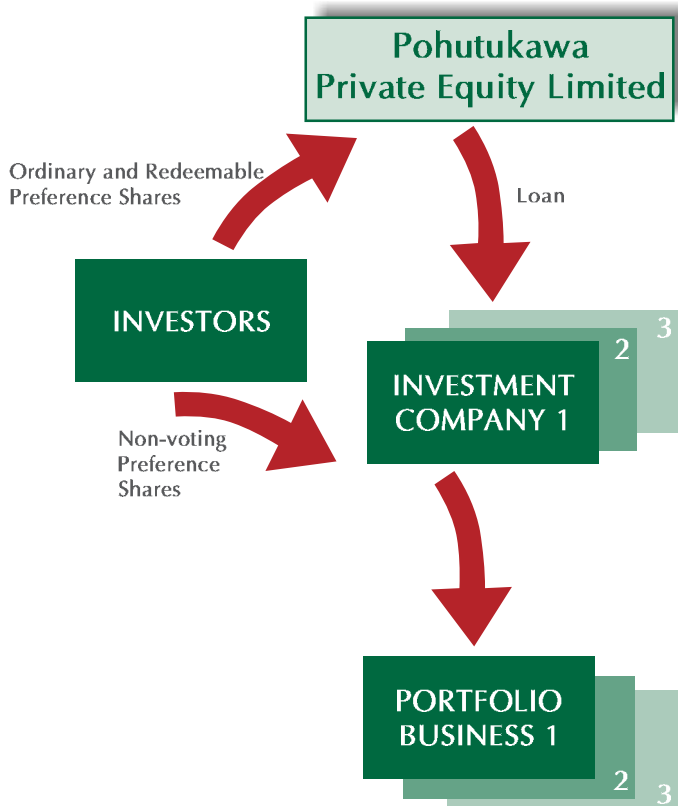 Pohutukawa
Private Equity Limited
Ordinary and Redeemable
Preference Shares
Loan
INVESTORS
3
2
INVESTMENT
COMPANY 1
Non-voting
Preference
Shares
PORTFOLIO
BUSINESS 1
2
3